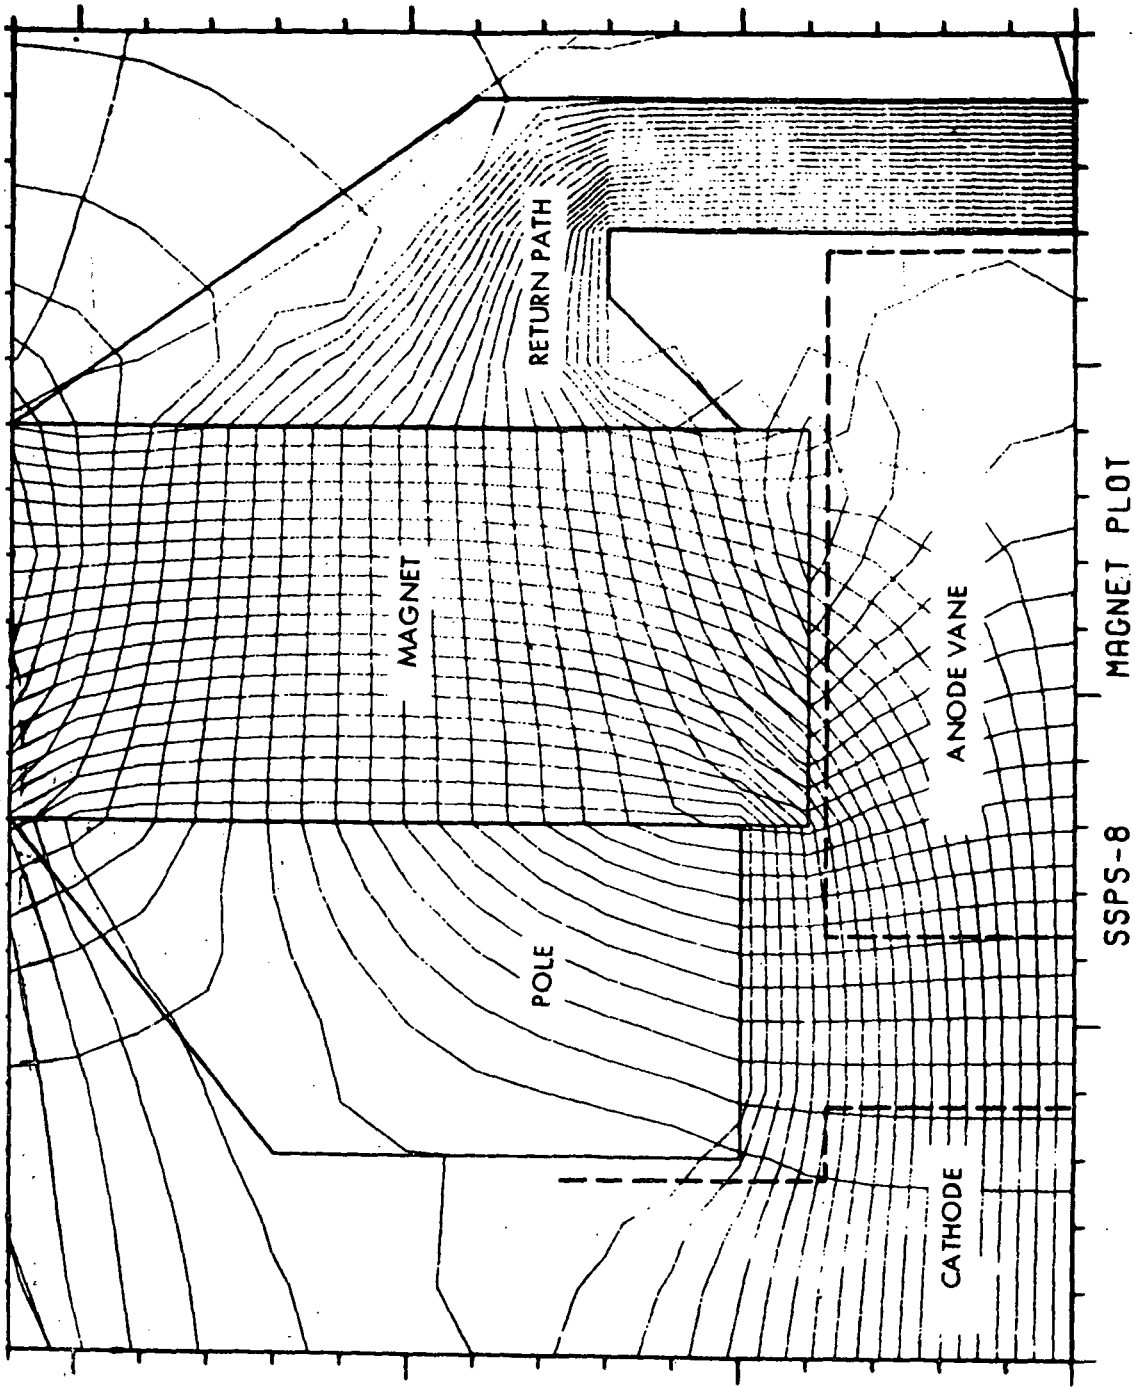 RETURN PATH
MAGNET
ANODE VANE
POLE
CATHODE
SSPS-8 MAGNET PLOT